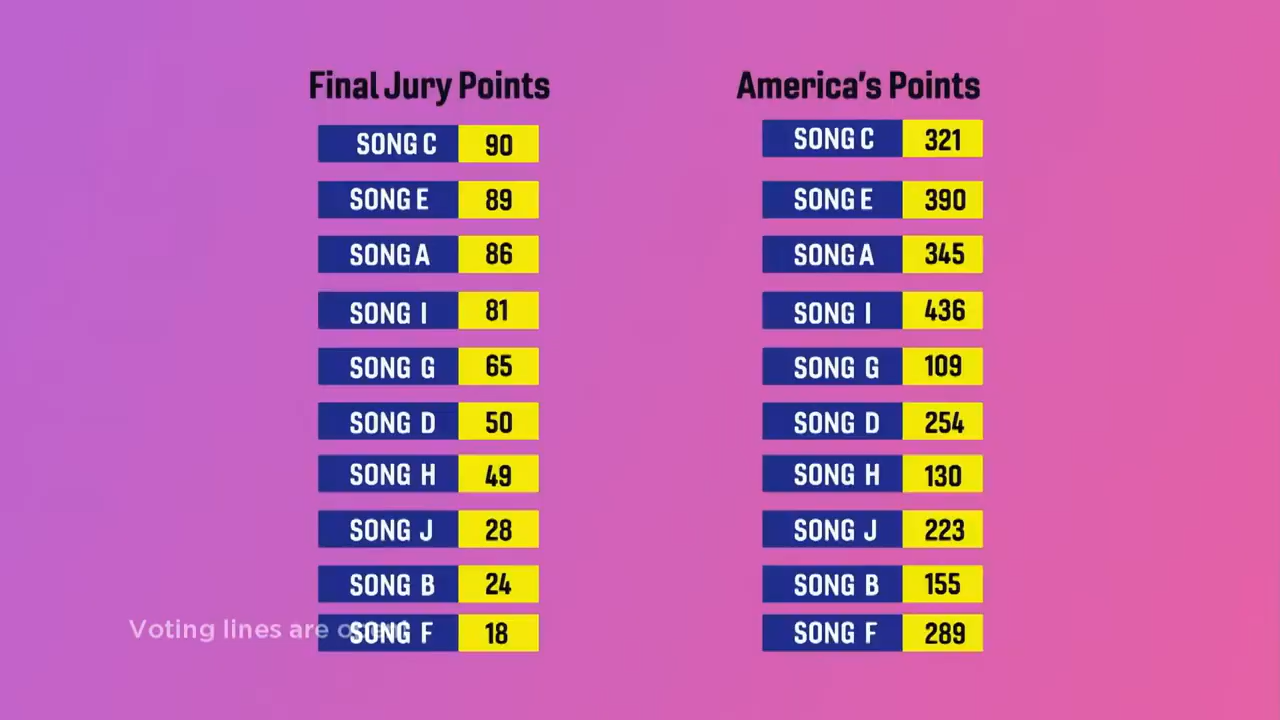 Final Jury Points
SONG C 90
SONG E 89
SONG A 86
SONG I 81
SONG G 65
SONG D 50
SONG H 49
SONG J 28
SONG B 24
SONG F 18
America's Points
SONG C 321
SONG E 390
SONG A 345
SONG I 436
SONG G 109
SONG D 254
SONG H 130
SONG J 223
SONG B 155
SONG F 289
Voting lines are